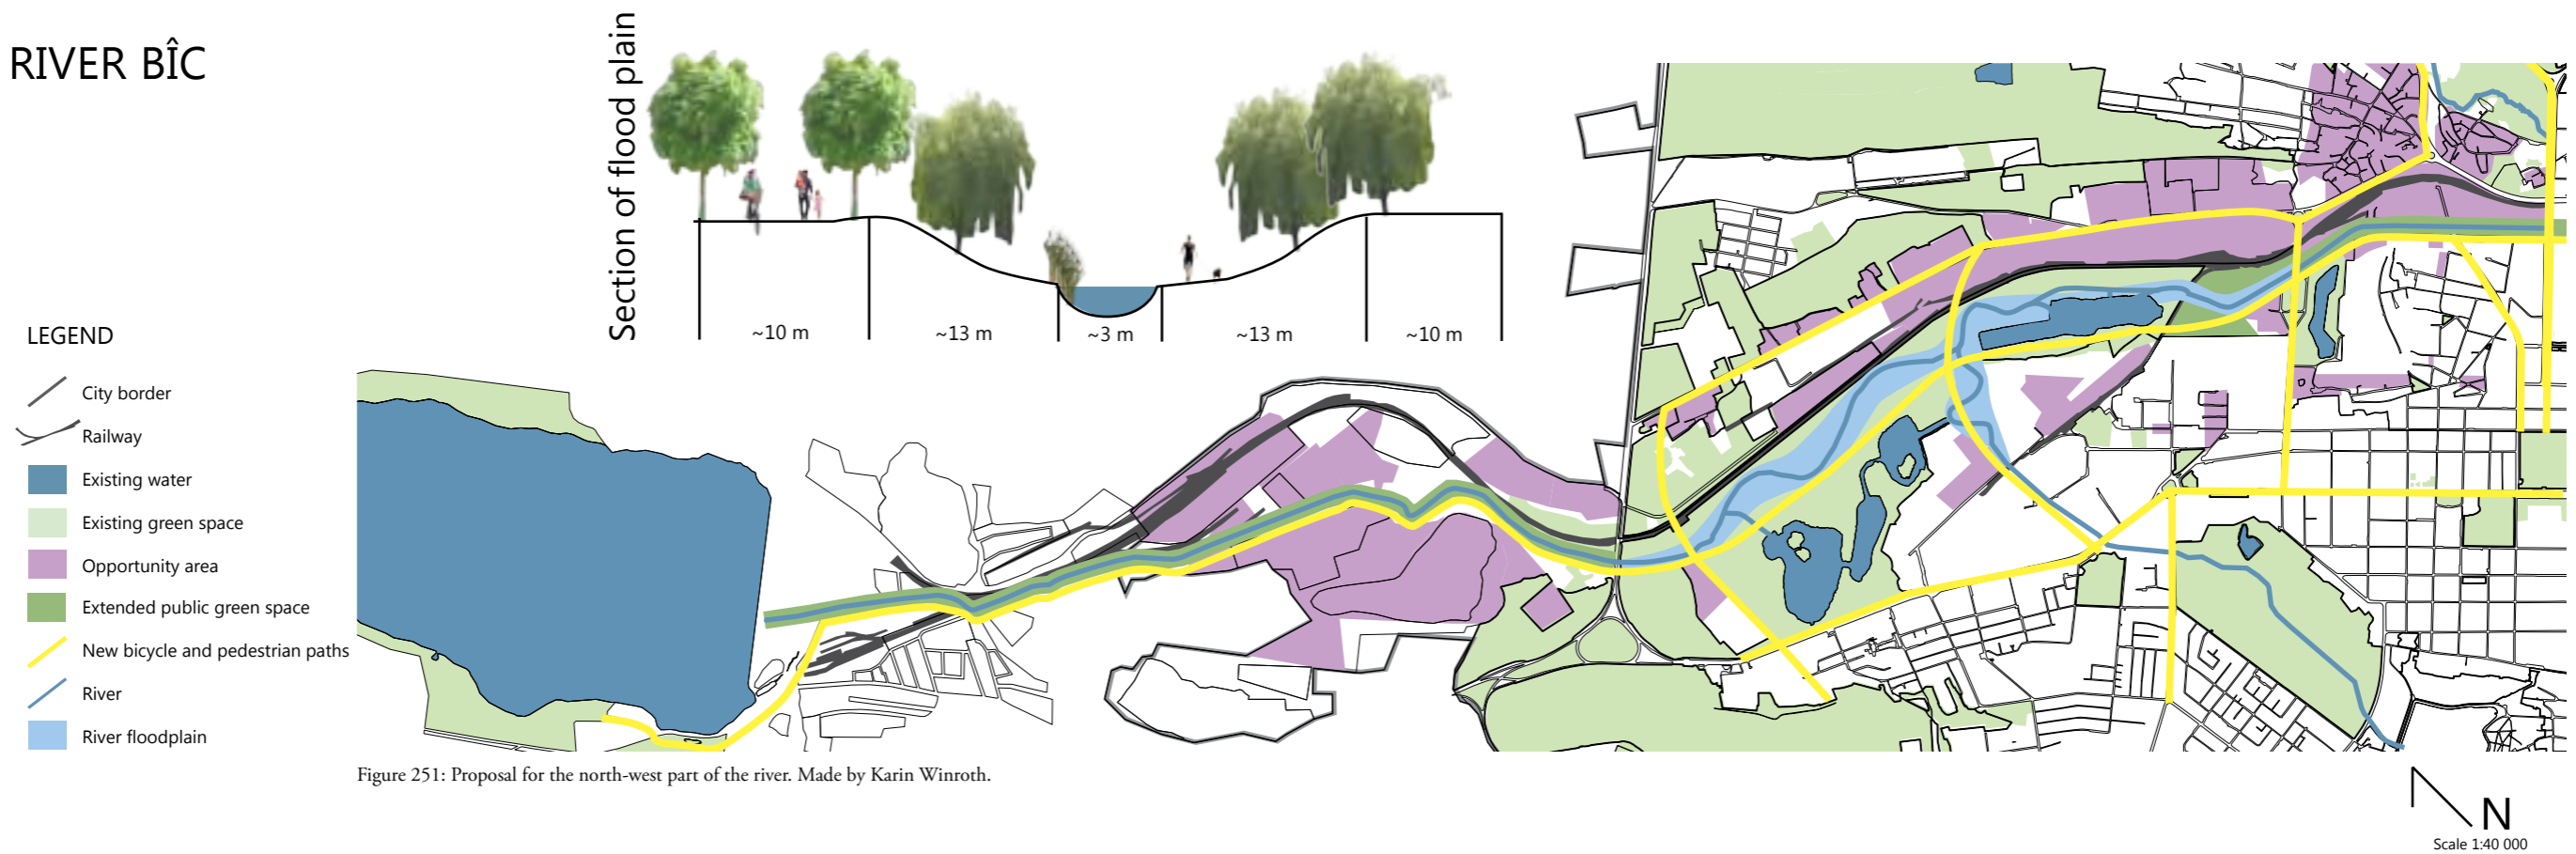 RIVER BÎC
Section of flood plain
~10 m
~13 m
~3 m
~13 m
~10 m
LEGEND
City border
Railway
Existing water
Existing green space
Opportunity area
Extended public green space
New bicycle and pedestrian paths
River
River floodplain
Figure 251: Proposal for the north-west part of the river. Made by Karin Winroth.
N
Scale 1:40 000